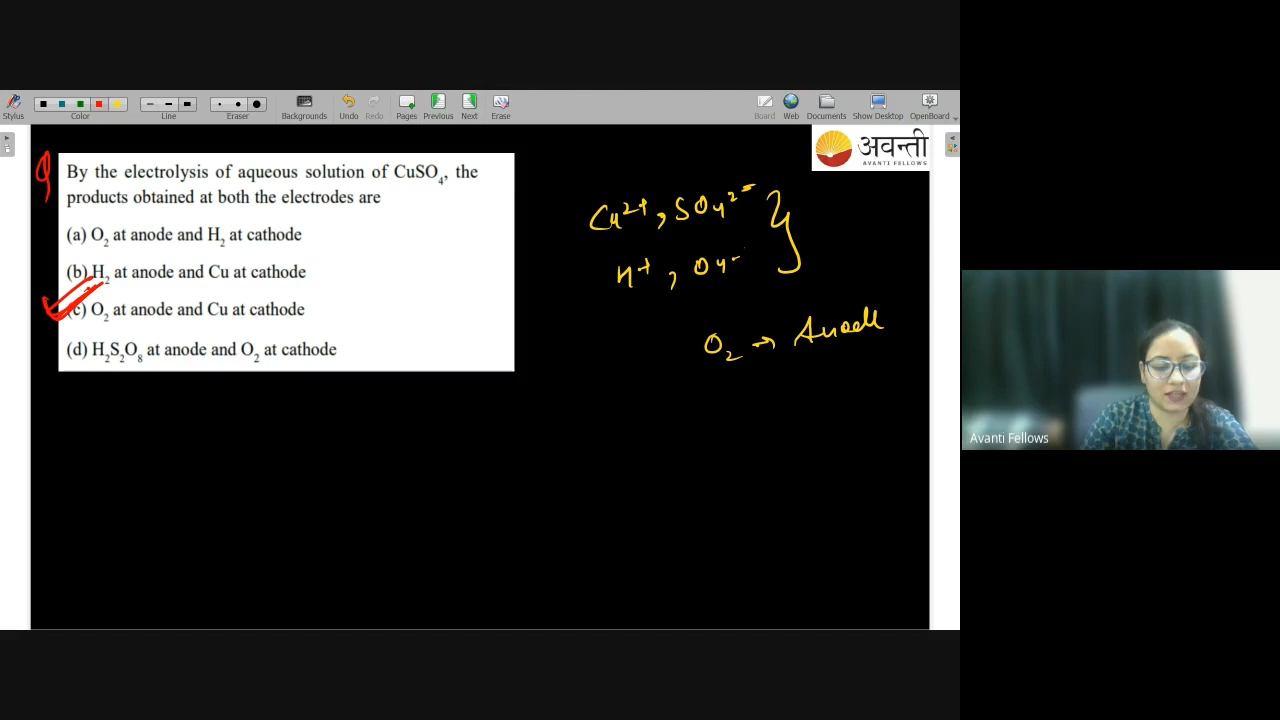 Stylus
Color
Line
Eraser
Backgrounds
Undo
Redo
Pages
Previous
Next
Erase
Board
Web
Documents
Show Desktop
OpenBoard
अवन्ती
AVANTI FELLOWS
Q
By the electrolysis of aqueous solution of CuSO₄, the
products obtained at both the electrodes are
(a) O₂ at anode and H₂ at cathode
(b) H₂ at anode and Cu at cathode
(c) O₂ at anode and Cu at cathode
(d) H₂S₂O₈ at anode and O₂ at cathode
Cu²⁺, SO₄²⁻ }
H⁺, OH⁻
O₂ → Anode
Avanti Fellows